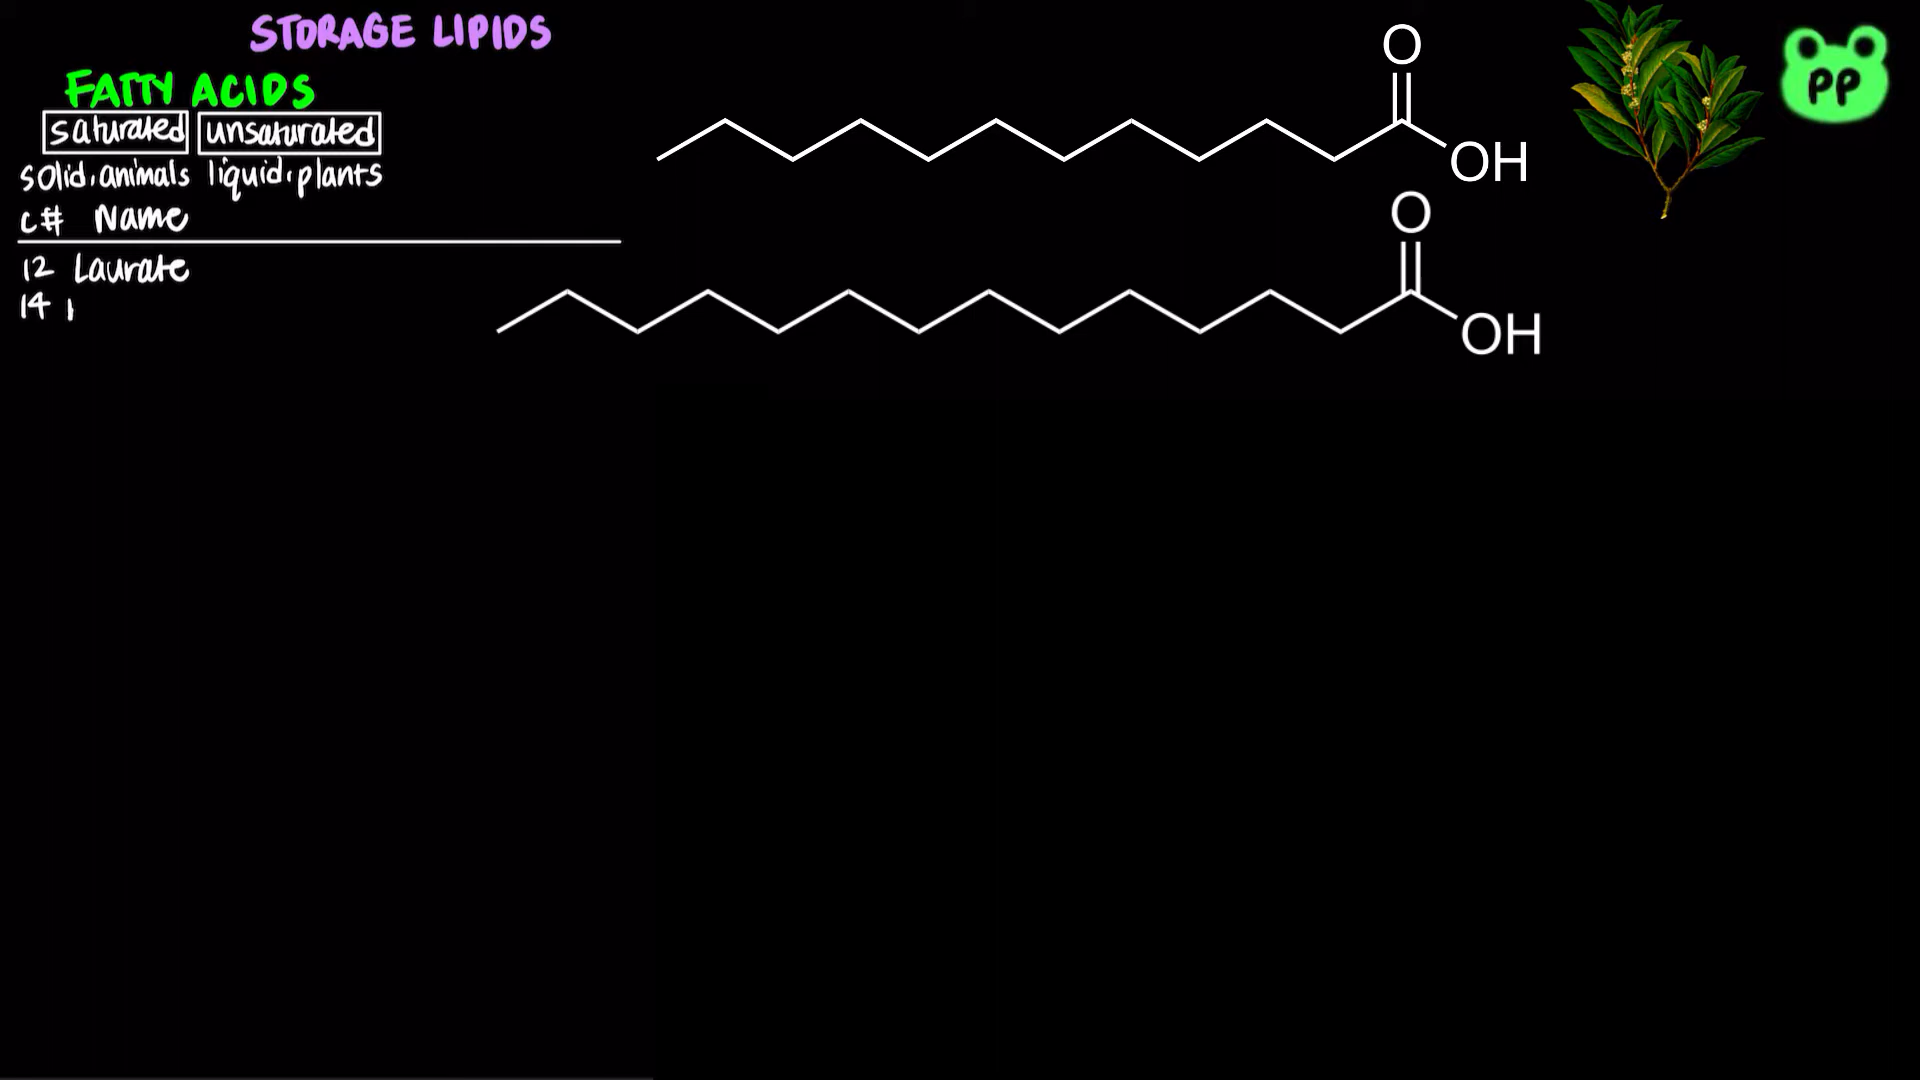 STORAGE LIPIDS
FATTY ACIDS
saturated unsaturated
solid, animals liquid, plants
C# Name
12 Laurate
14
O
OH
O
OH
PP